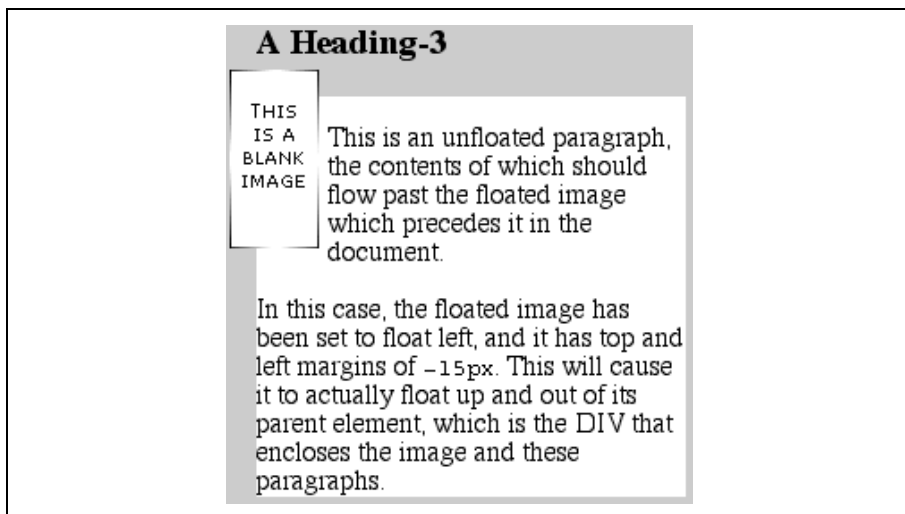 A Heading-3
THIS
IS A
BLANK
IMAGE
This is an unfloated paragraph,
the contents of which should
flow past the floated image
which precedes it in the
document.
In this case, the floated image has
been set to float left, and it has top and
left margins of -15px. This will cause
it to actually float up and out of its
parent element, which is the DIV that
encloses the image and these
paragraphs.